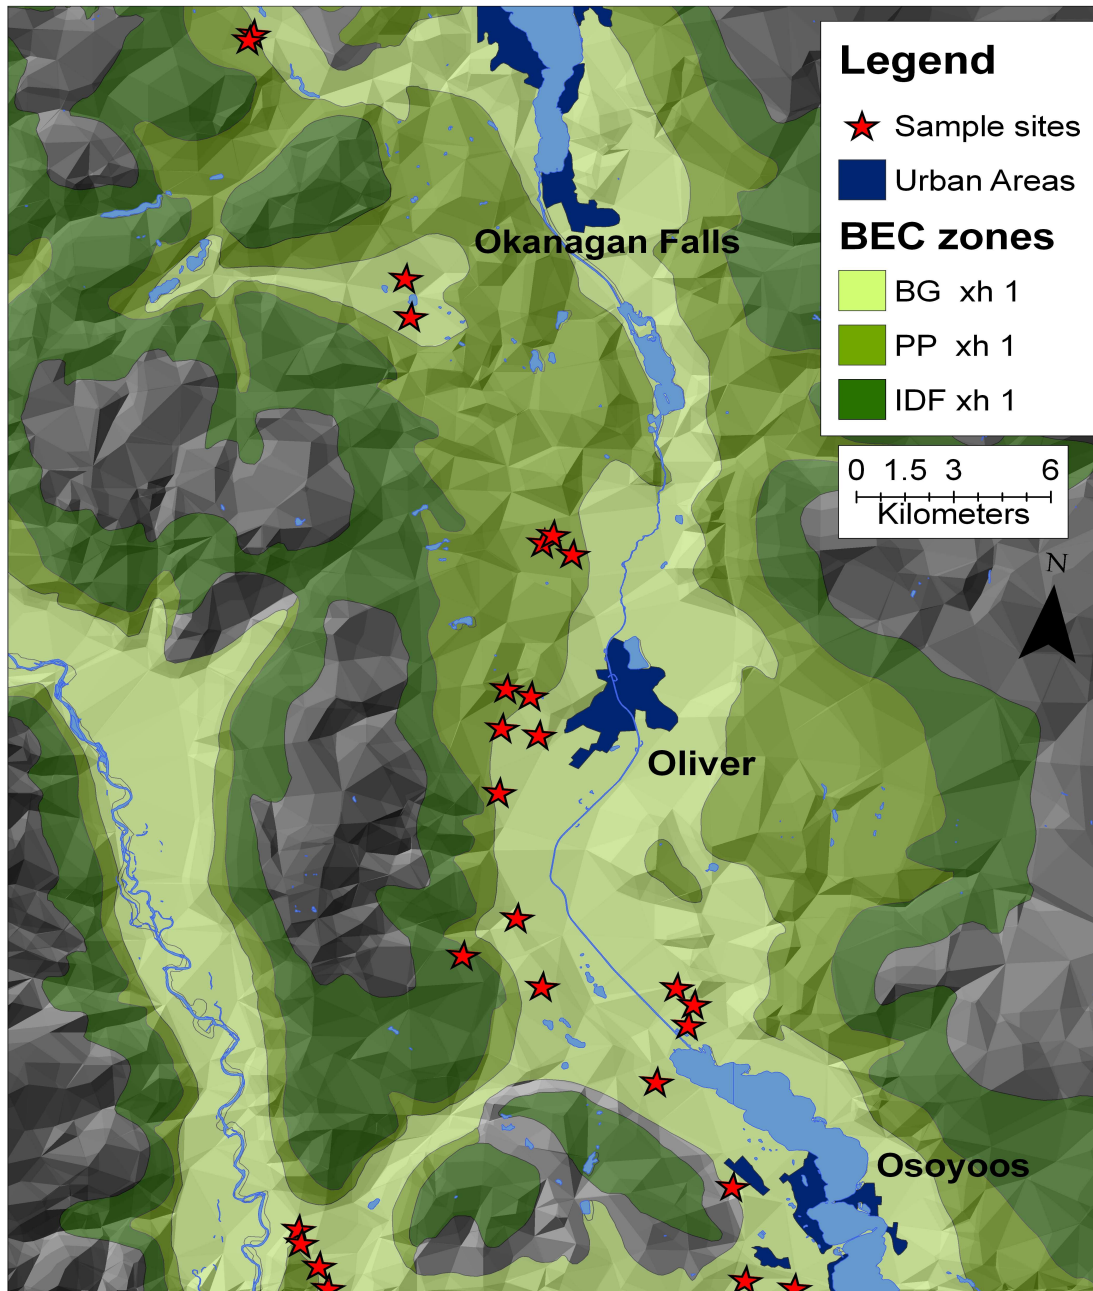 Legend
Sample sites
Urban Areas
BEC zones
BG xh 1
PP xh 1
IDF xh 1
0 1.5 3 6
Kilometers
N
Okanagan Falls
Oliver
Osoyoos